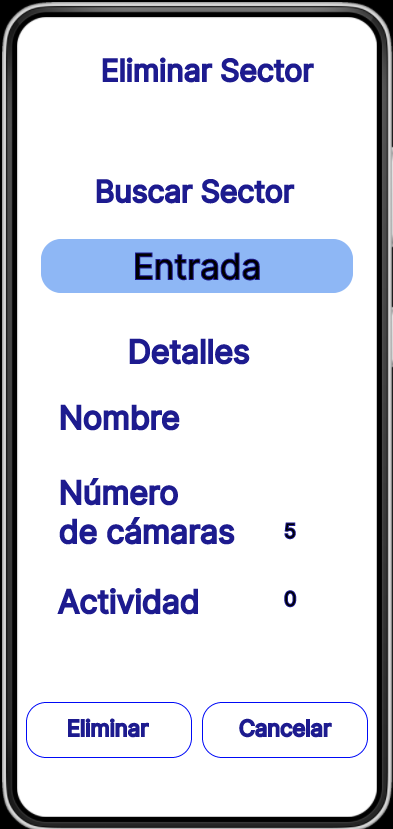 Eliminar Sector
Buscar Sector
Entrada
Detalles
Nombre
Número
de cámaras 5
Actividad 0
Eliminar Cancelar